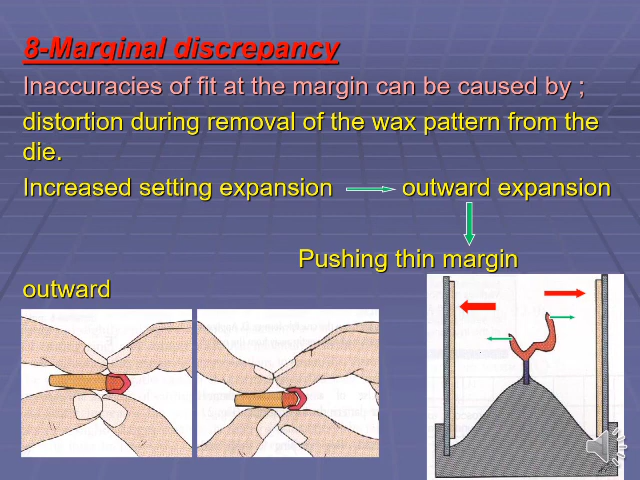 8-Marginal discrepancy
Inaccuracies of fit at the margin can be caused by ;
distortion during removal of the wax pattern from the
die.
Increased setting expansion outward expansion
Pushing thin margin
outward